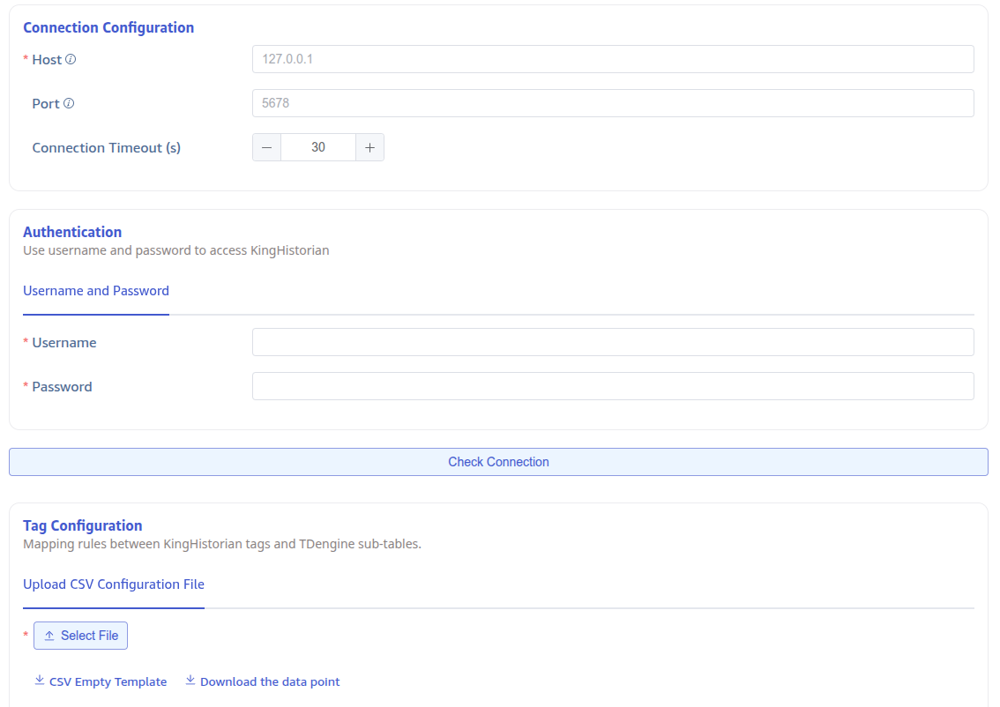 Connection Configuration
* Host
127.0.0.1
Port
5678
Connection Timeout (s)
30
Authentication
Use username and password to access KingHistorian
Username and Password
* Username
* Password
Check Connection
Tag Configuration
Mapping rules between KingHistorian tags and TDengine sub-tables.
Upload CSV Configuration File
* Select File
CSV Empty Template
Download the data point